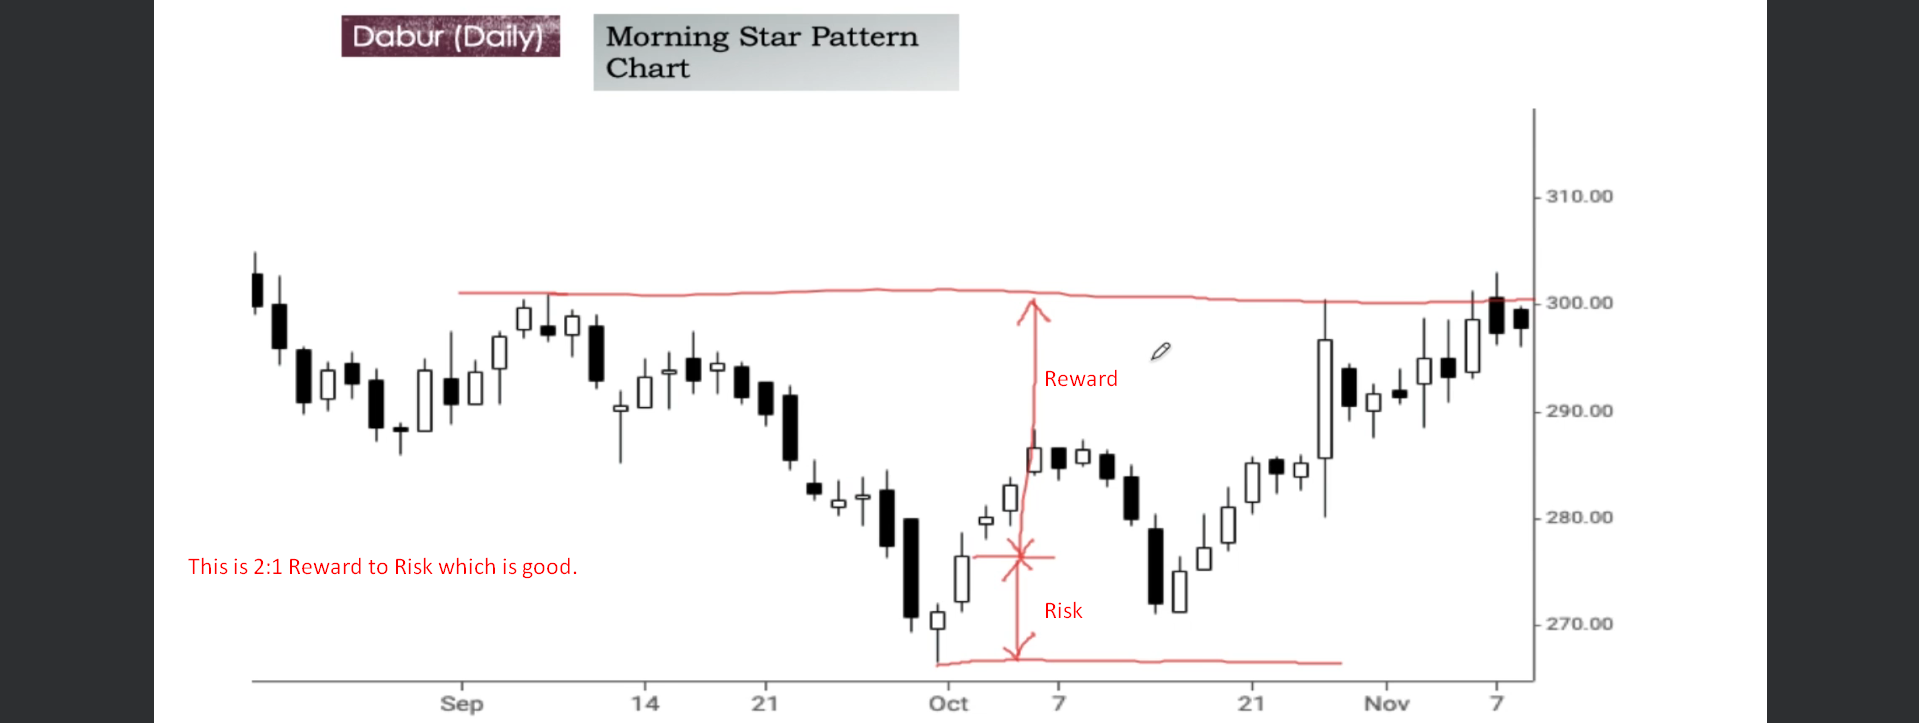 Dabur (Daily)
Morning Star Pattern
Chart
310.00
300.00
Reward
290.00
280.00
This is 2:1 Reward to Risk which is good.
Risk
270.00
Sep 14 21 Oct 7 21 Nov 7